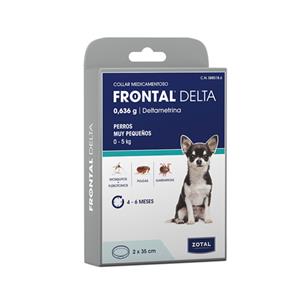 COLLAR MEDICAMENTOSO
FRONTAL® DELTA
0,636 g | Deltametrina
PERROS
MUY PEQUEÑOS
0 - 5 kg
MOSQUITOS
+ FLEBOTOMOS
PULGAS
GARRAPATAS
4 - 6 MESES
2 x 35 cm
ZOTAL
FRONTAL DELTA